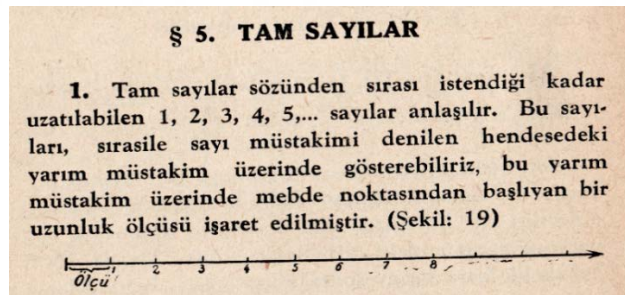 § 5. TAM SAYILAR
1. Tam sayılar sözünden sırası istendiği kadar
uzatılabilen 1, 2, 3, 4, 5,... sayılar anlaşılır. Bu sayı-
ları, sırasile sayı müstakimi denilen hendesedeki
yarım müstakim üzerinde gösterebiliriz, bu yarım
müstakim üzerinde mebde noktasından başlıyan bir
uzunluk ölçüsü işaret edilmiştir. (Şekil: 19)
1 2 3 4 5 6 7 8
Ölçü